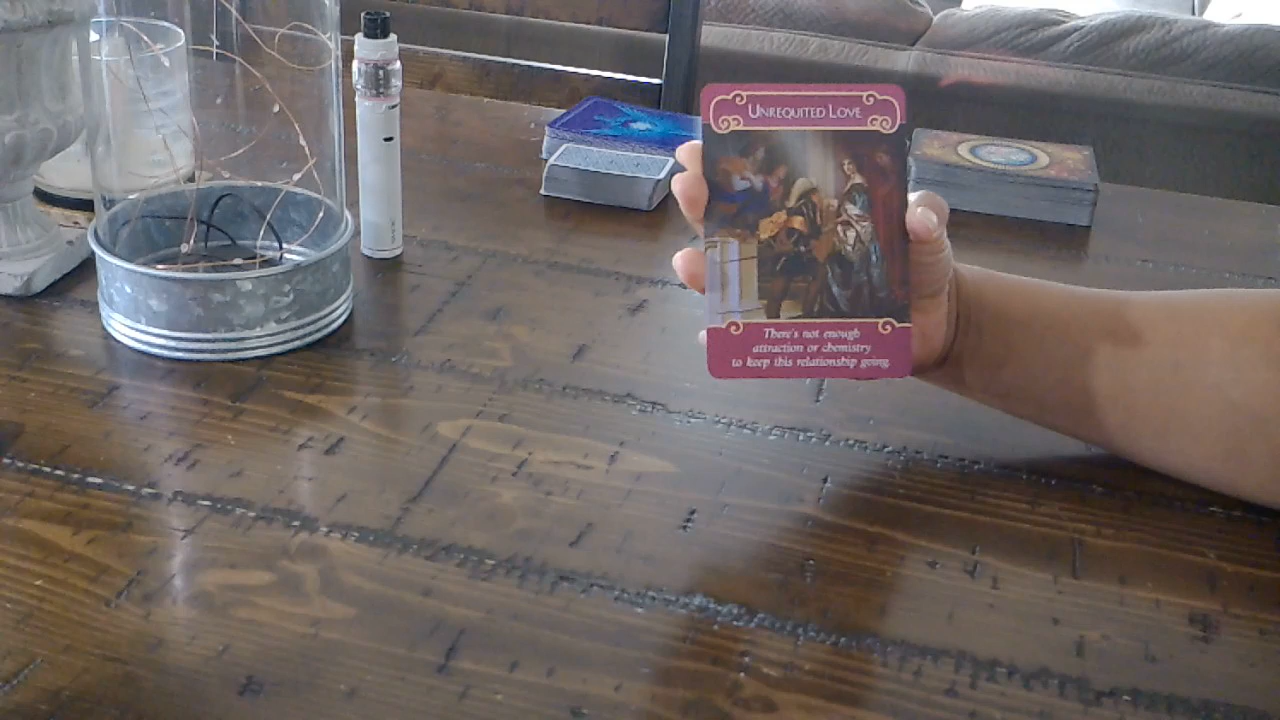 UNREQUITED LOVE
There's not enough
attraction or chemistry
to keep this relationship going.